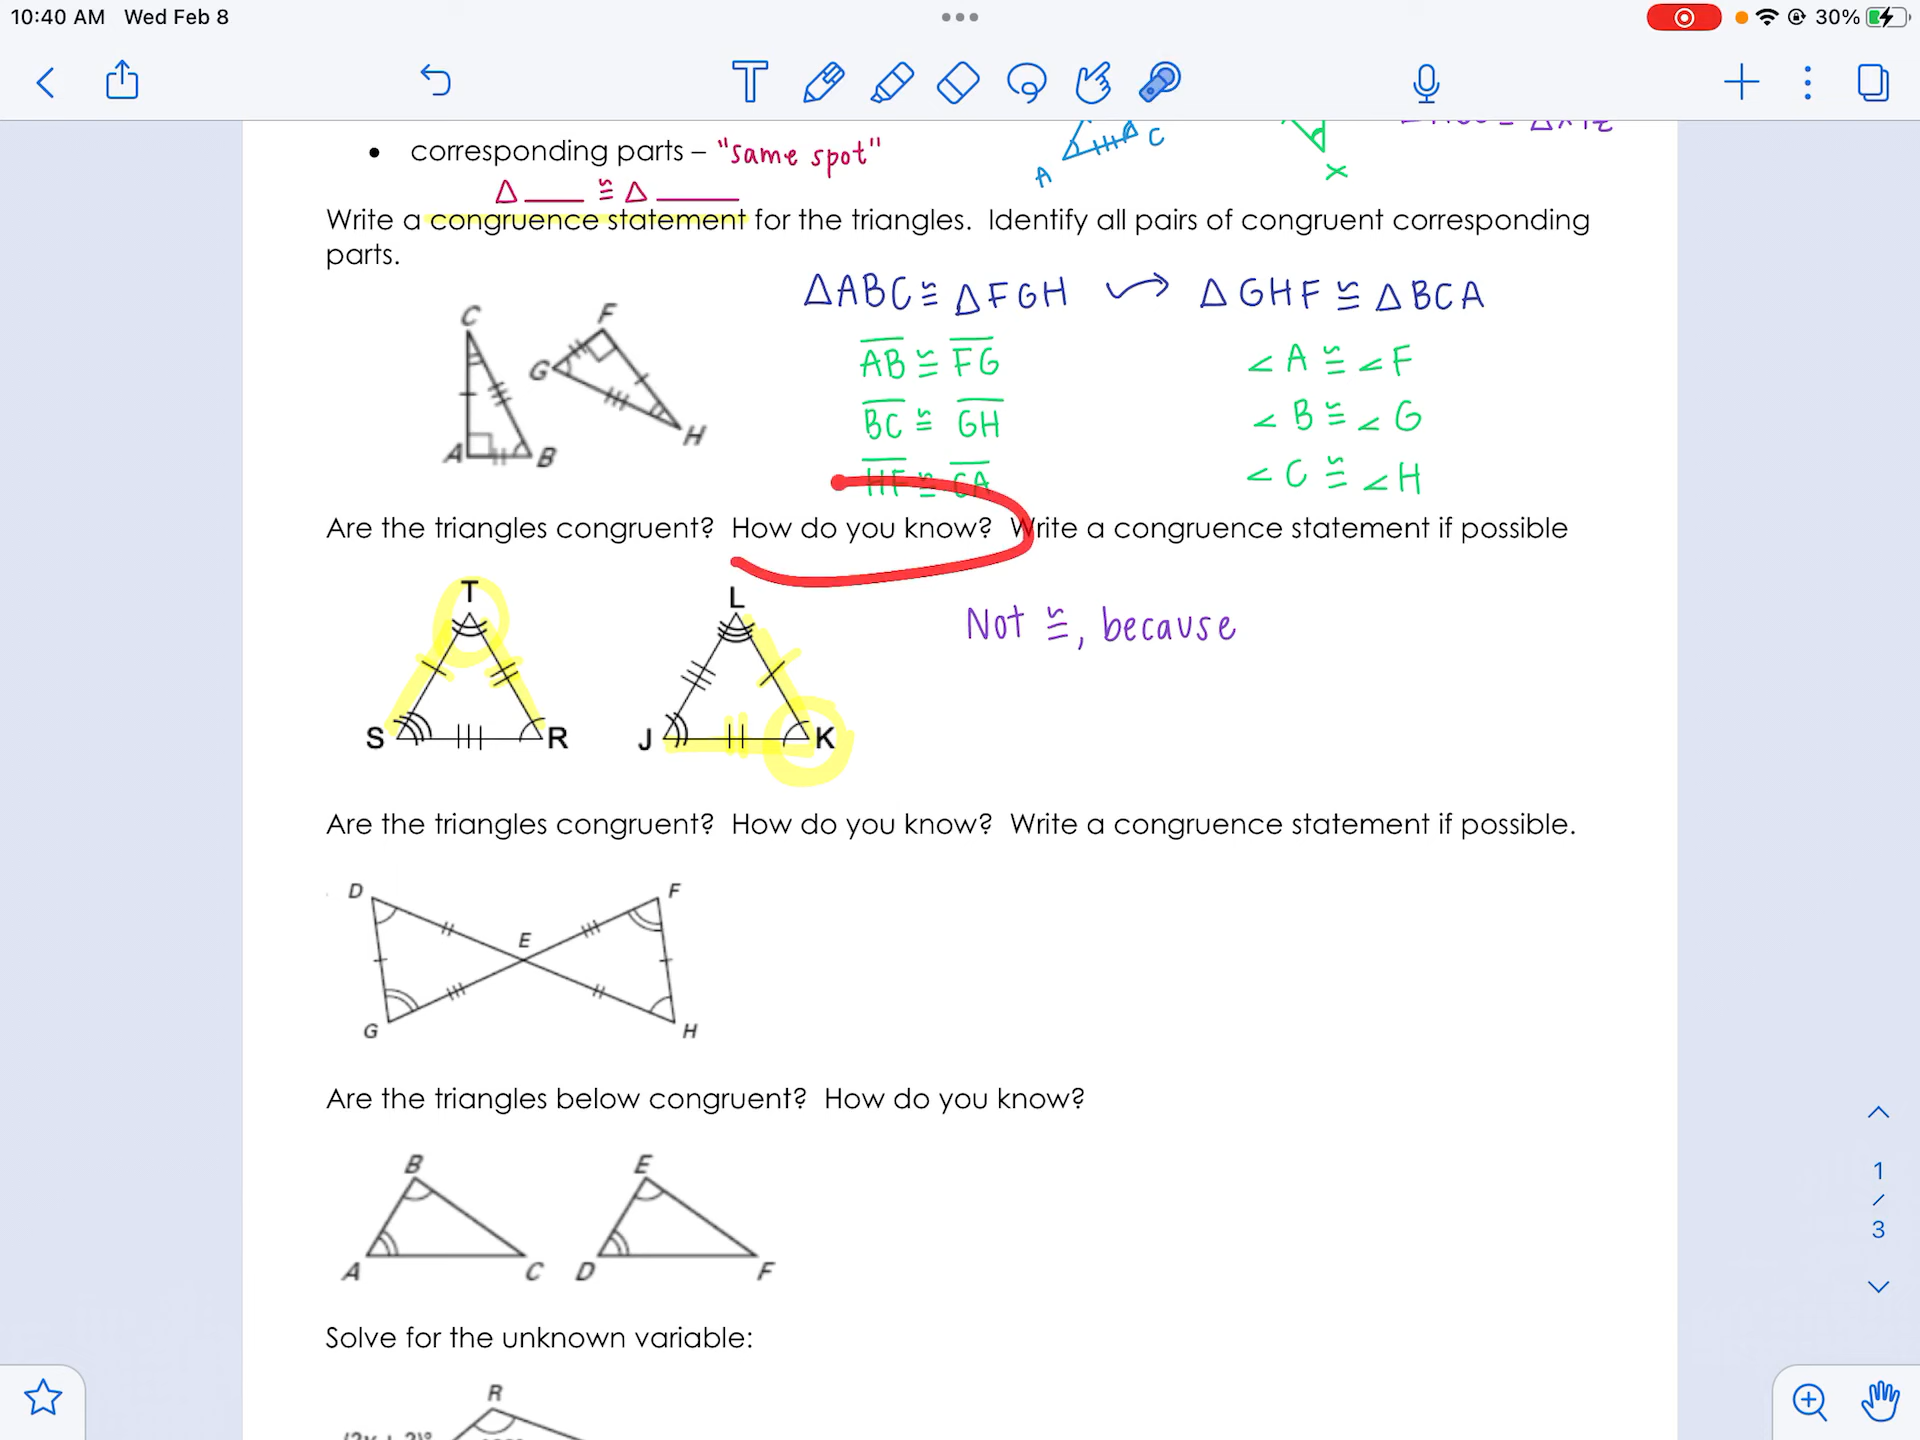 10:40 AM Wed Feb 8
30%
T
• corresponding parts – "same spot"
A C X
Δ ____ ≅ Δ ____
Write a congruence statement for the triangles. Identify all pairs of congruent corresponding
parts.
ΔABC ≅ ΔFGH → ΔGHF ≅ ΔBCA
C F G H A B
AB ≅ FG ∠A ≅ ∠F
BC ≅ GH ∠B ≅ ∠G
HF ≅ CA ∠C ≅ ∠H
Are the triangles congruent? How do you know? Write a congruence statement if possible
T L
Not ≅, because
S R J K
Are the triangles congruent? How do you know? Write a congruence statement if possible.
D F
E
G H
Are the triangles below congruent? How do you know?
1
/
3
B E
A C D F
Solve for the unknown variable:
R